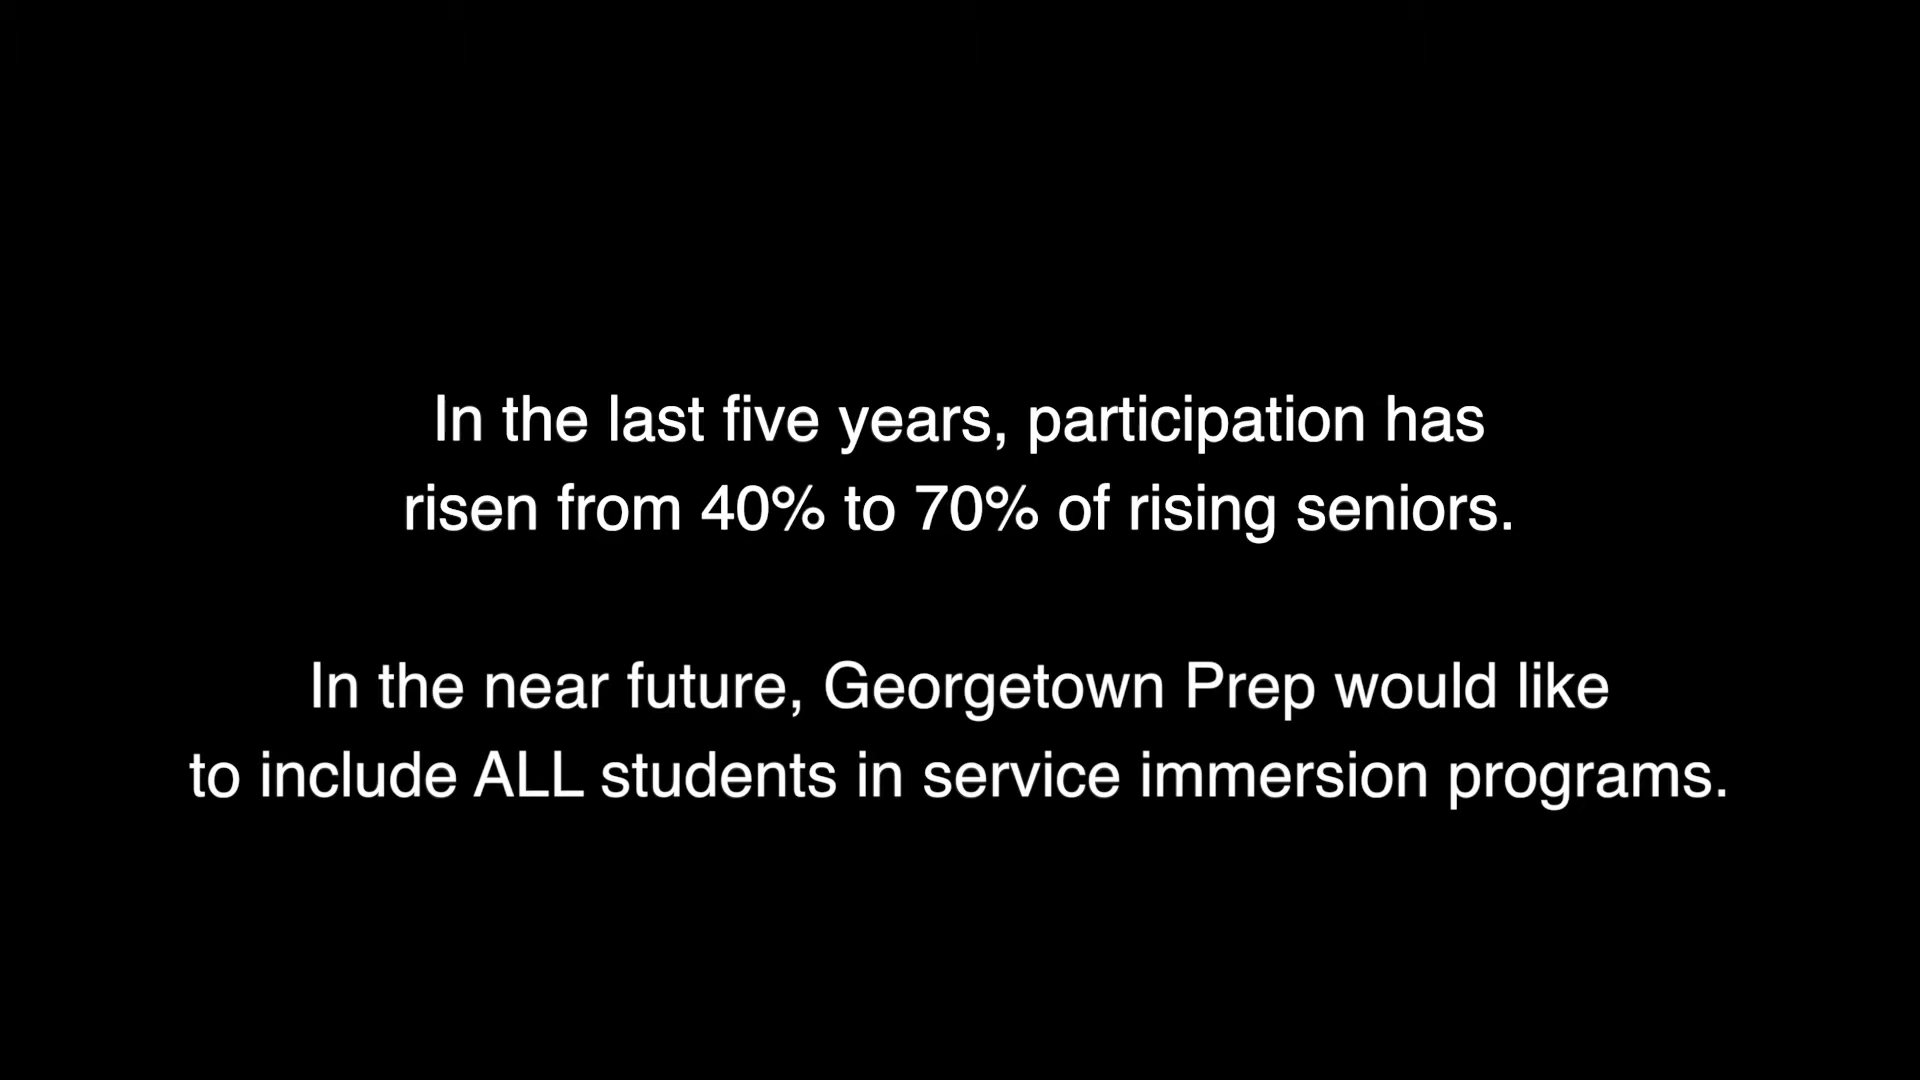 In the last five years, participation has
risen from 40% to 70% of rising seniors.
In the near future, Georgetown Prep would like
to include ALL students in service immersion programs.